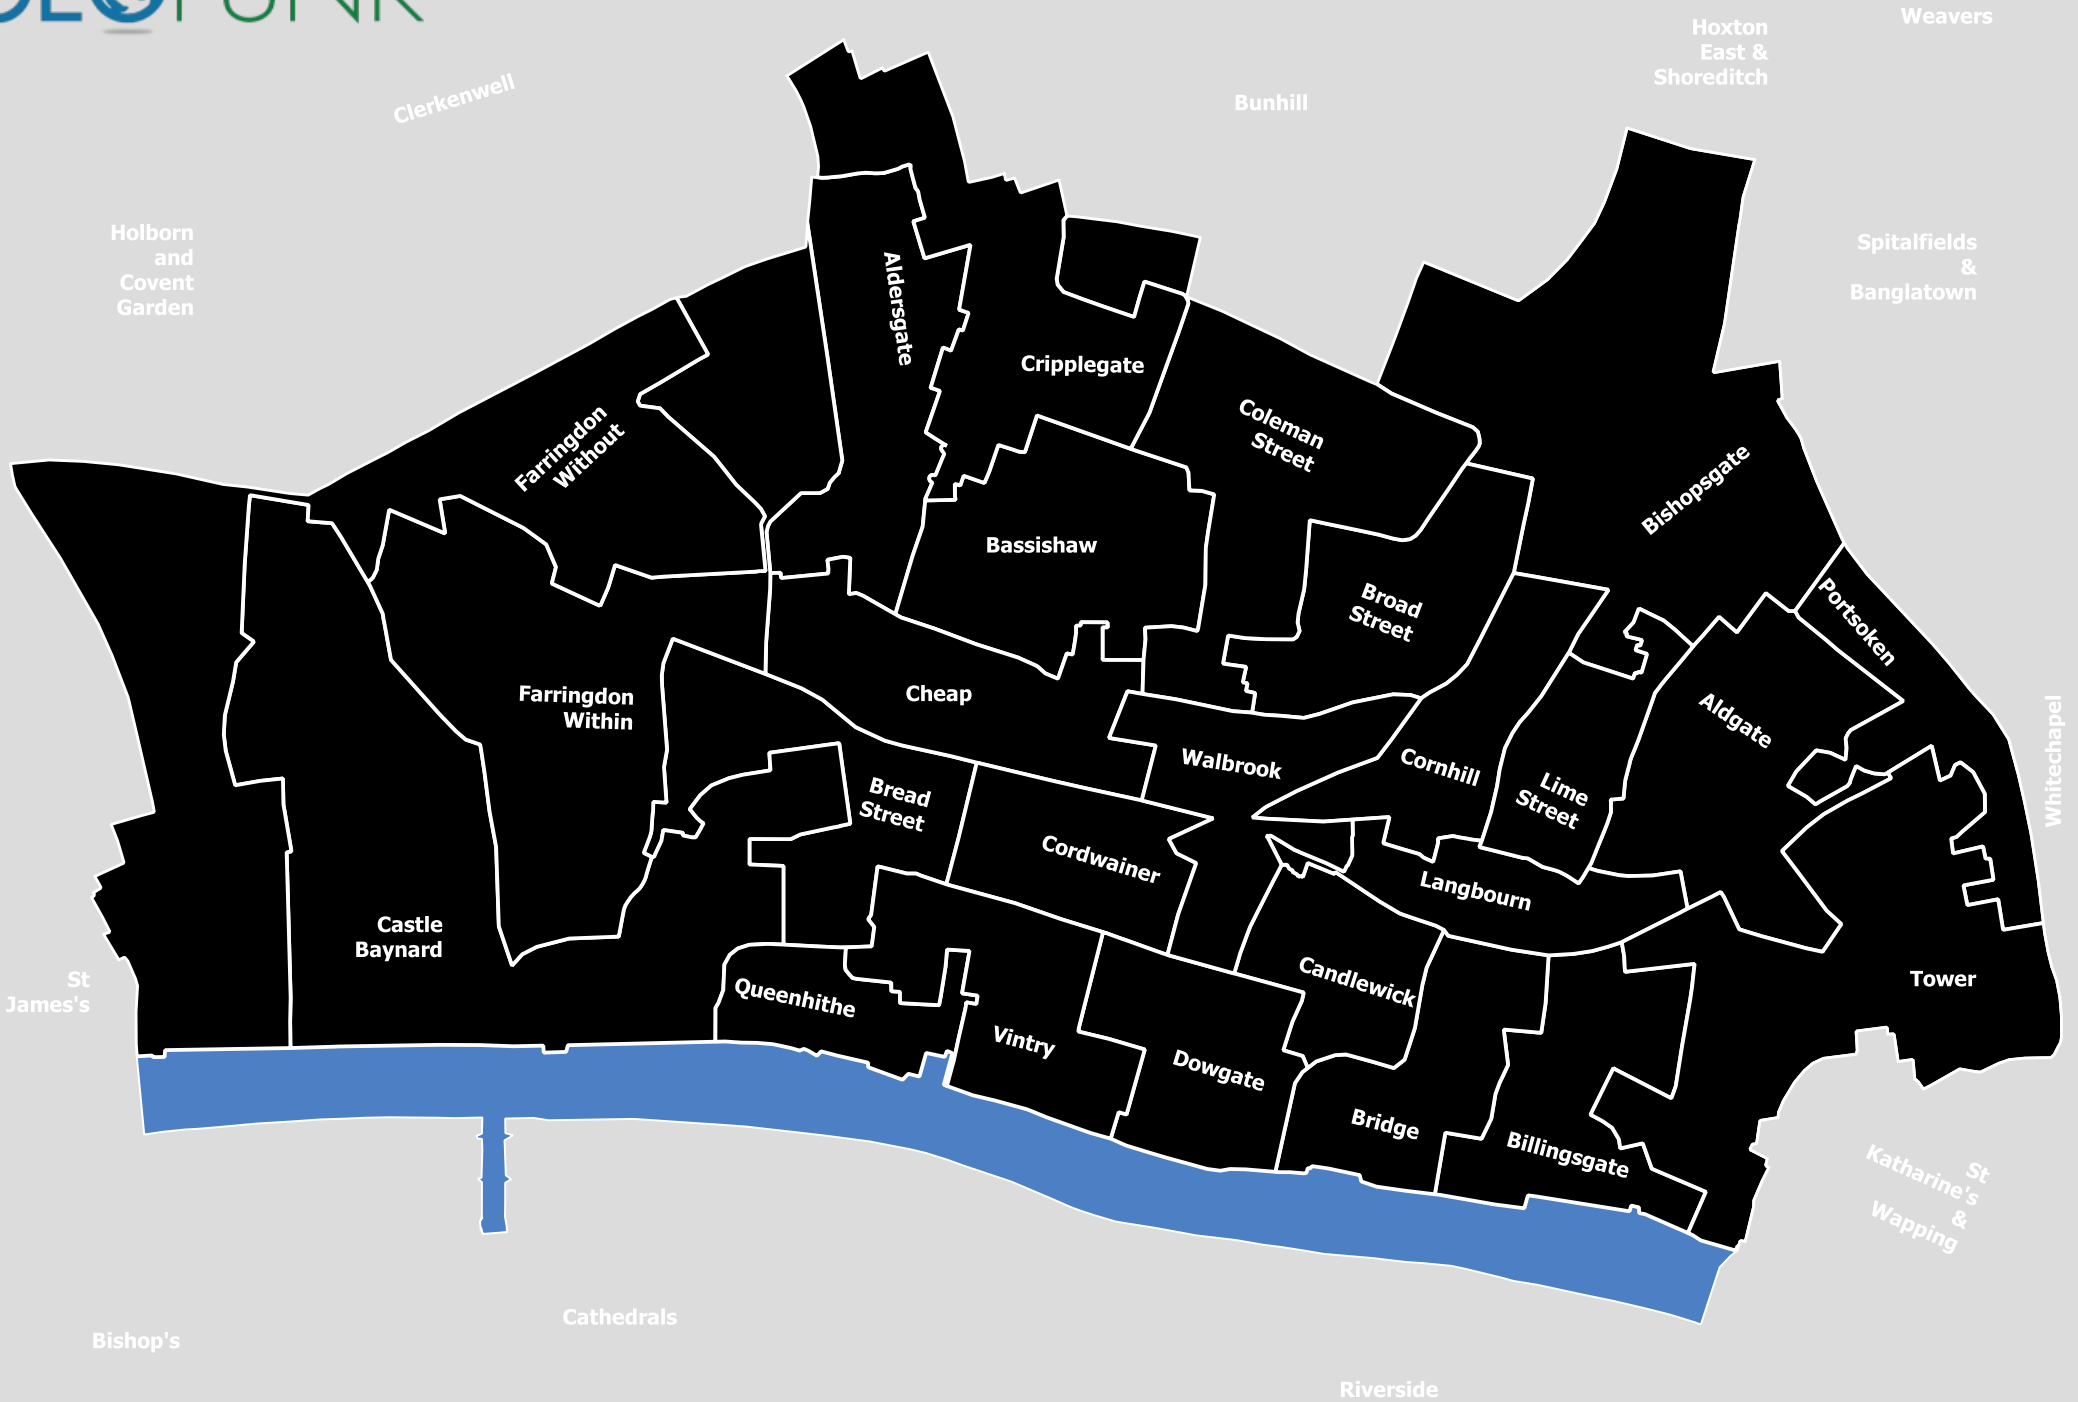 Weavers
Hoxton
East &
Shoreditch
Clerkenwell
Bunhill
Holborn
and
Covent
Garden
Spitalfields
&
Banglatown
Aldersgate
Cripplegate
Coleman
Street
Farringdon
Without
Bishopsgate
Bassishaw
Broad
Street
Portsoken
Farringdon
Within
Cheap
Aldgate
Whitechapel
Walbrook
Cornhill
Lime
Street
Bread
Street
Cordwainer
Langbourn
Castle
Baynard
Candlewick
Tower
St
James's
Queenhithe
Vintry
Dowgate
Bridge
Billingsgate
St
Katharine's
&
Wapping
Cathedrals
Bishop's
Riverside